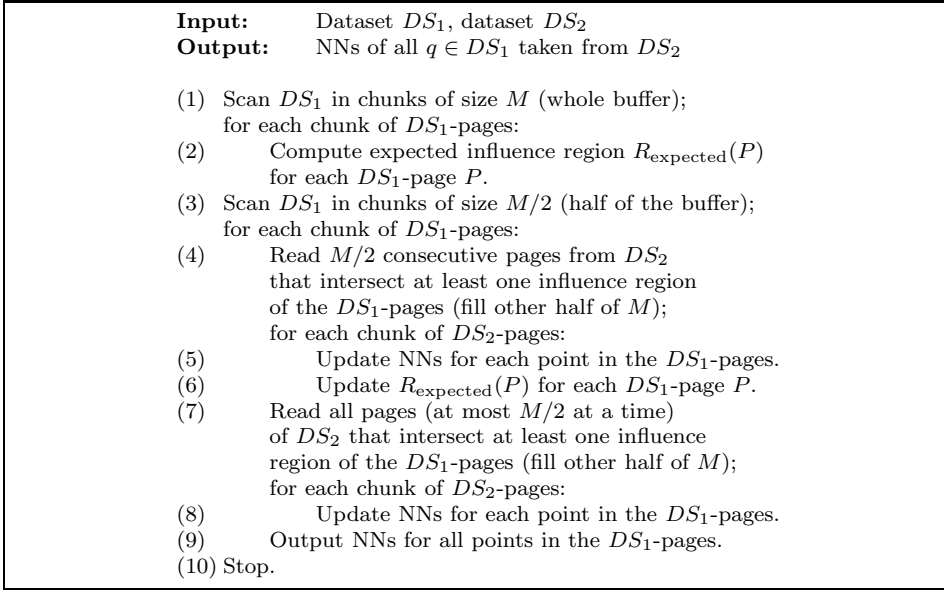 Input: Dataset DS₁, dataset DS₂
Output: NNs of all q ∈ DS₁ taken from DS₂
(1) Scan DS₁ in chunks of size M (whole buffer);
for each chunk of DS₁-pages:
(2) Compute expected influence region R_expected(P)
for each DS₁-page P.
(3) Scan DS₁ in chunks of size M/2 (half of the buffer);
for each chunk of DS₁-pages:
(4) Read M/2 consecutive pages from DS₂
that intersect at least one influence region
of the DS₁-pages (fill other half of M);
for each chunk of DS₂-pages:
(5) Update NNs for each point in the DS₁-pages.
(6) Update R_expected(P) for each DS₁-page P.
(7) Read all pages (at most M/2 at a time)
of DS₂ that intersect at least one influence
region of the DS₁-pages (fill other half of M);
for each chunk of DS₂-pages:
(8) Update NNs for each point in the DS₁-pages.
(9) Output NNs for all points in the DS₁-pages.
(10) Stop.